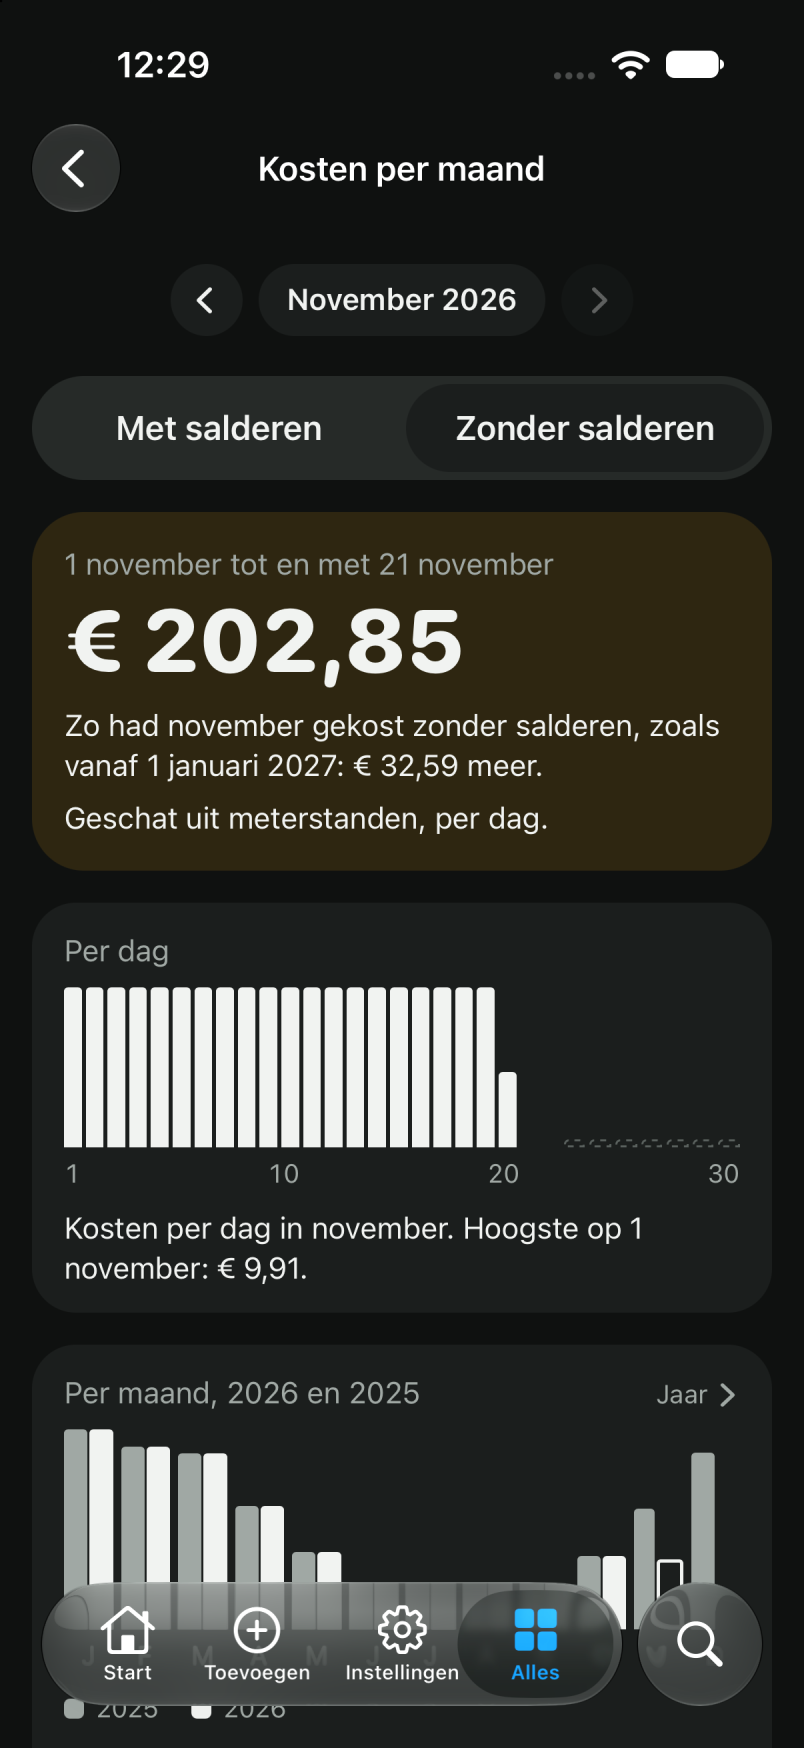 12:29
Kosten per maand
November 2026
Met salderen
Zonder salderen
1 november tot en met 21 november
€ 202,85
Zo had november gekost zonder salderen, zoals
vanaf 1 januari 2027: € 32,59 meer.
Geschat uit meterstanden, per dag.
Per dag
1 10 20 30
Kosten per dag in november. Hoogste op 1
november: € 9,91.
Per maand, 2026 en 2025
Jaar
Start
Toevoegen
Instellingen
Alles
2025 2026